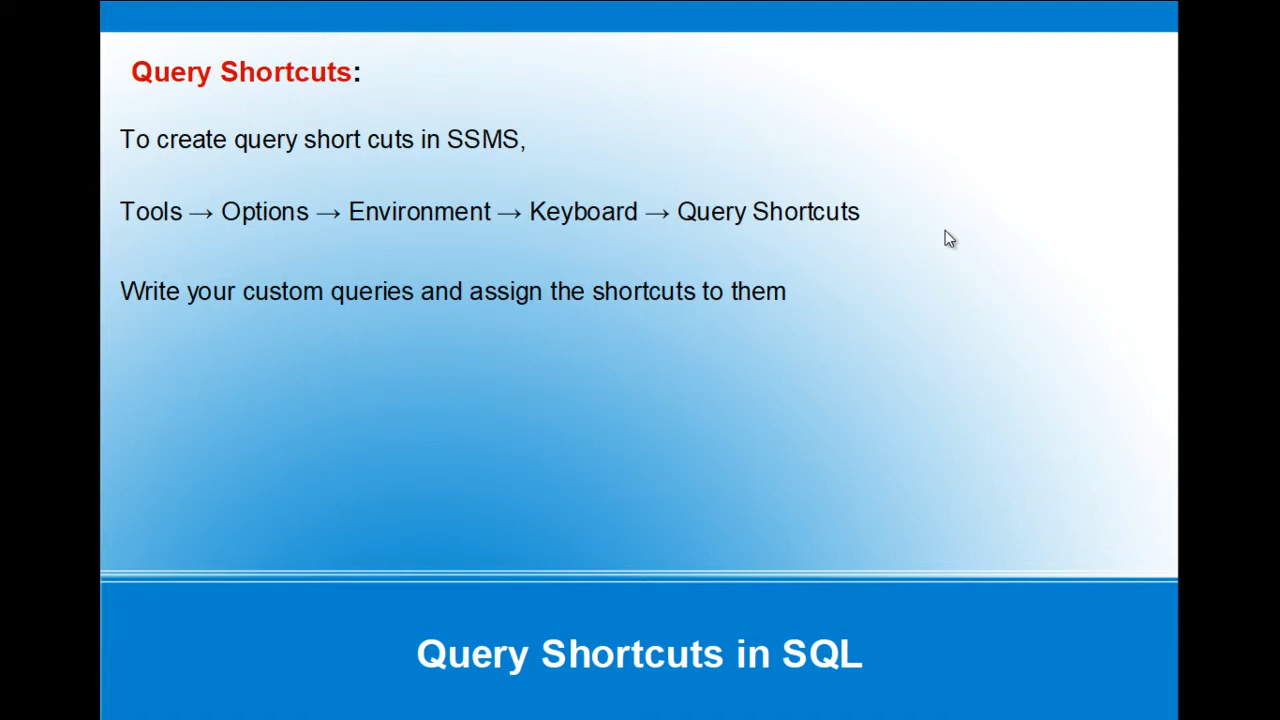 Query Shortcuts:
To create query short cuts in SSMS,
Tools → Options → Environment → Keyboard → Query Shortcuts
Write your custom queries and assign the shortcuts to them
Query Shortcuts in SQL